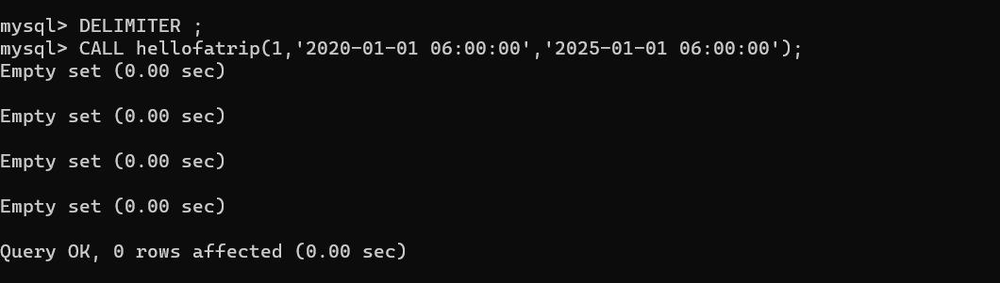 mysql> DELIMITER ;
mysql> CALL hellofatrip(1,'2020-01-01 06:00:00','2025-01-01 06:00:00');
Empty set (0.00 sec)
Empty set (0.00 sec)
Empty set (0.00 sec)
Empty set (0.00 sec)
Query OK, 0 rows affected (0.00 sec)